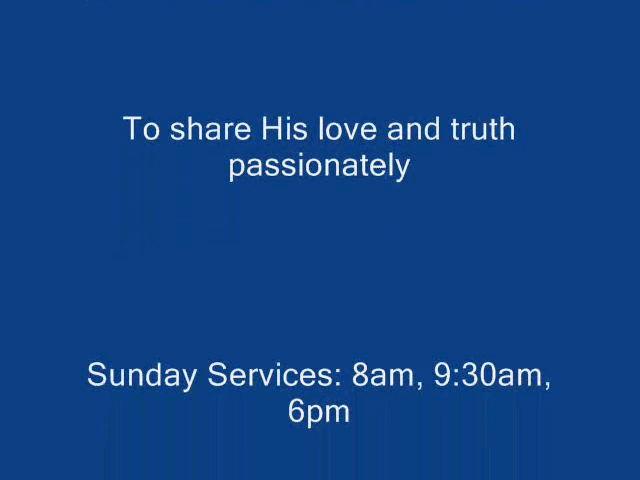 To share His love and truth
passionately
Sunday Services: 8am, 9:30am,
6pm